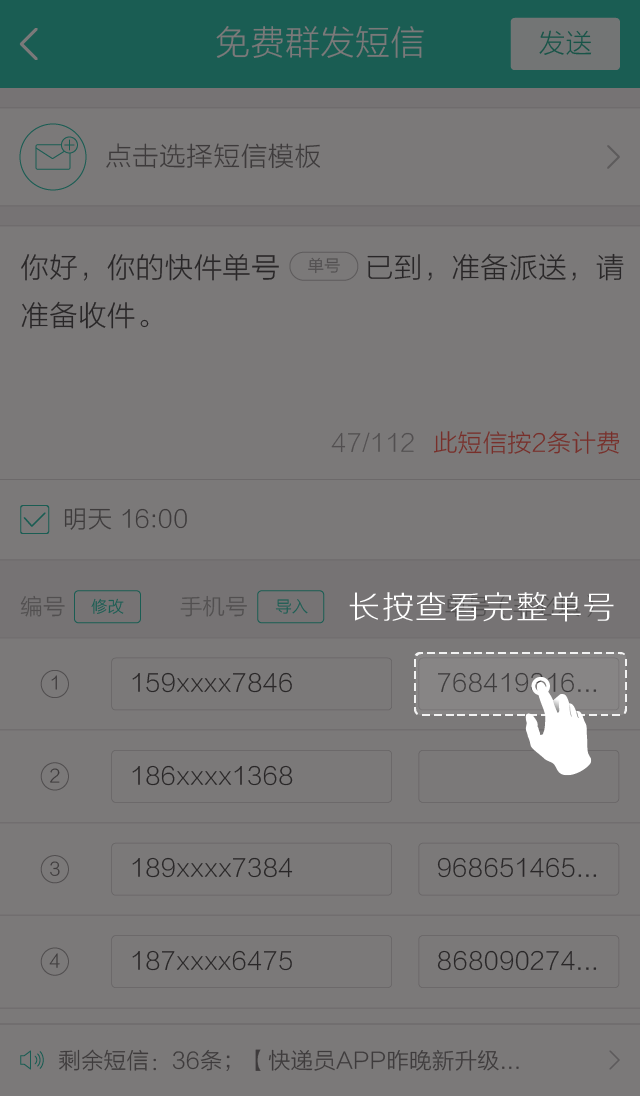 免费群发短信
发送
点击选择短信模板
你好，你的快件单号 单号 已到，准备派送，请
准备收件。
47/112 此短信按2条计费
明天 16:00
编号 修改 手机号 导入 长按查看完整单号
1 159xxxx7846
2 186xxxx1368
3 189xxxx7384 968651465...
4 187xxxx6475 868090274...
剩余短信：36条；【快递员APP昨晚新升级...